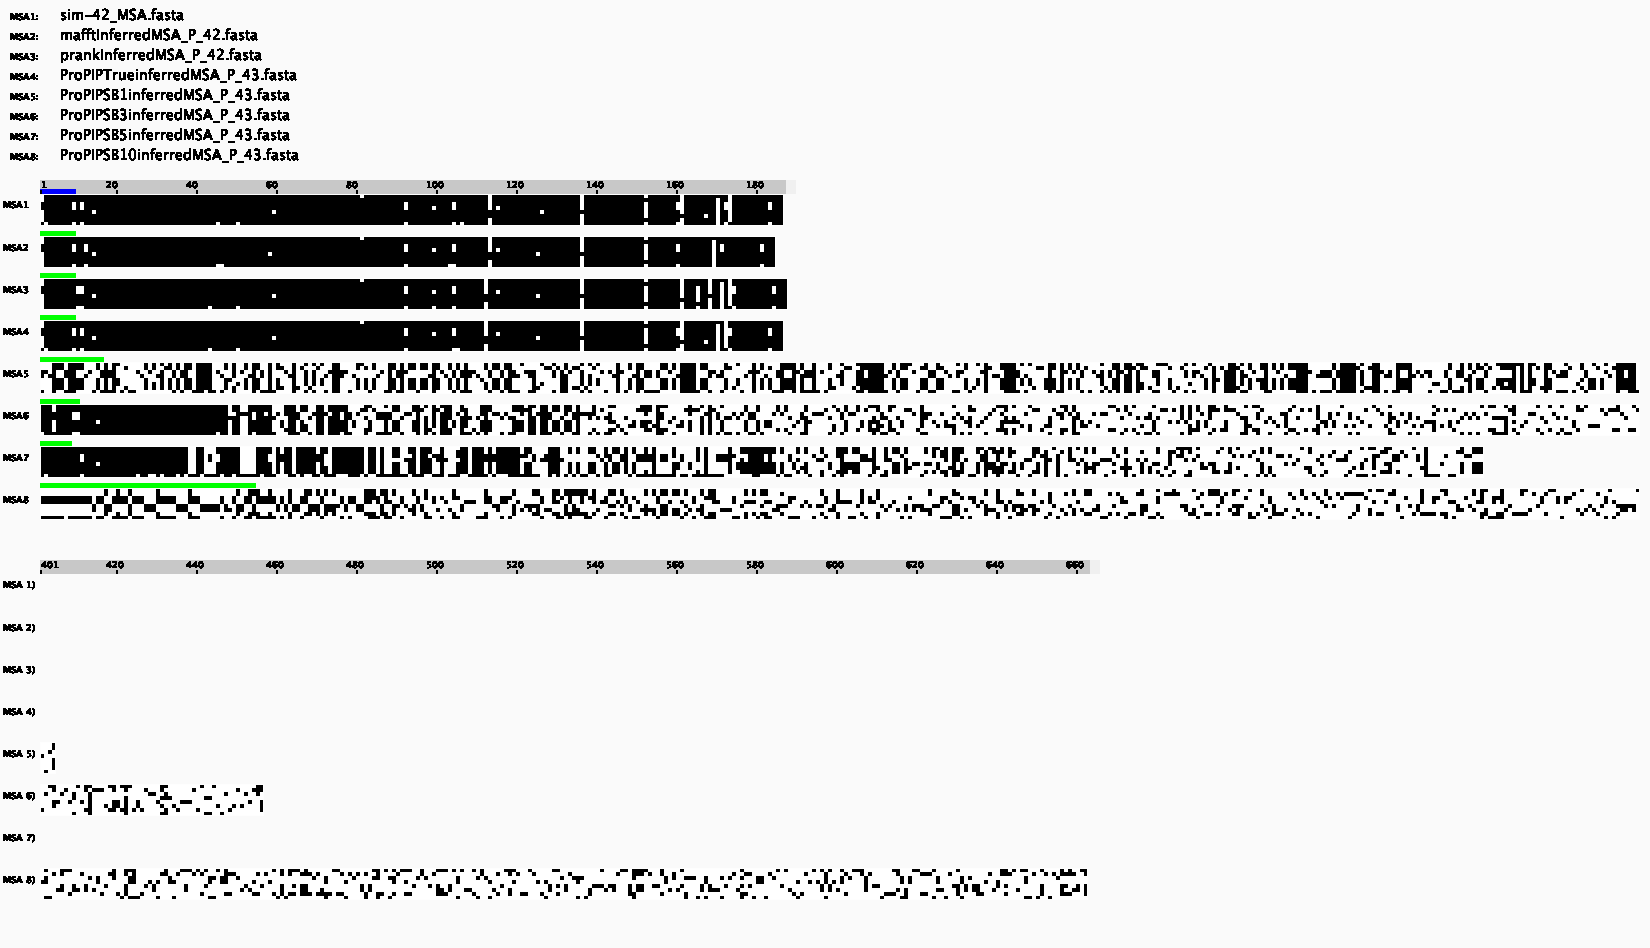 MSA1: sim-42_MSA.fasta
MSA2: mafftInferredMSA_P_42.fasta
MSA3: prankInferredMSA_P_42.fasta
MSA4: ProPIPTrueinferredMSA_P_43.fasta
MSA5: ProPIPSB1inferredMSA_P_43.fasta
MSA6: ProPIPSB3inferredMSA_P_43.fasta
MSA7: ProPIPSB5inferredMSA_P_43.fasta
MSA8: ProPIPSB10inferredMSA_P_43.fasta
1 20 40 60 80 100 120 140 160 180
MSA1
MSA2
MSA3
MSA4
MSA5
MSA6
MSA7
MSA8
401 420 440 460 480 500 520 540 560 580 600 620 640 660
MSA 1)
MSA 2)
MSA 3)
MSA 4)
MSA 5)
MSA 6)
MSA 7)
MSA 8)